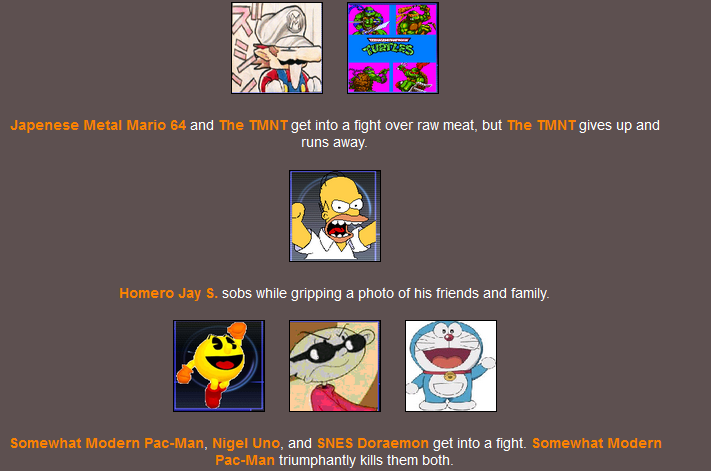 TURTLES
Japenese Metal Mario 64 and The TMNT get into a fight over raw meat, but The TMNT gives up and
runs away.
Homero Jay S. sobs while gripping a photo of his friends and family.
Somewhat Modern Pac-Man, Nigel Uno, and SNES Doraemon get into a fight. Somewhat Modern
Pac-Man triumphantly kills them both.